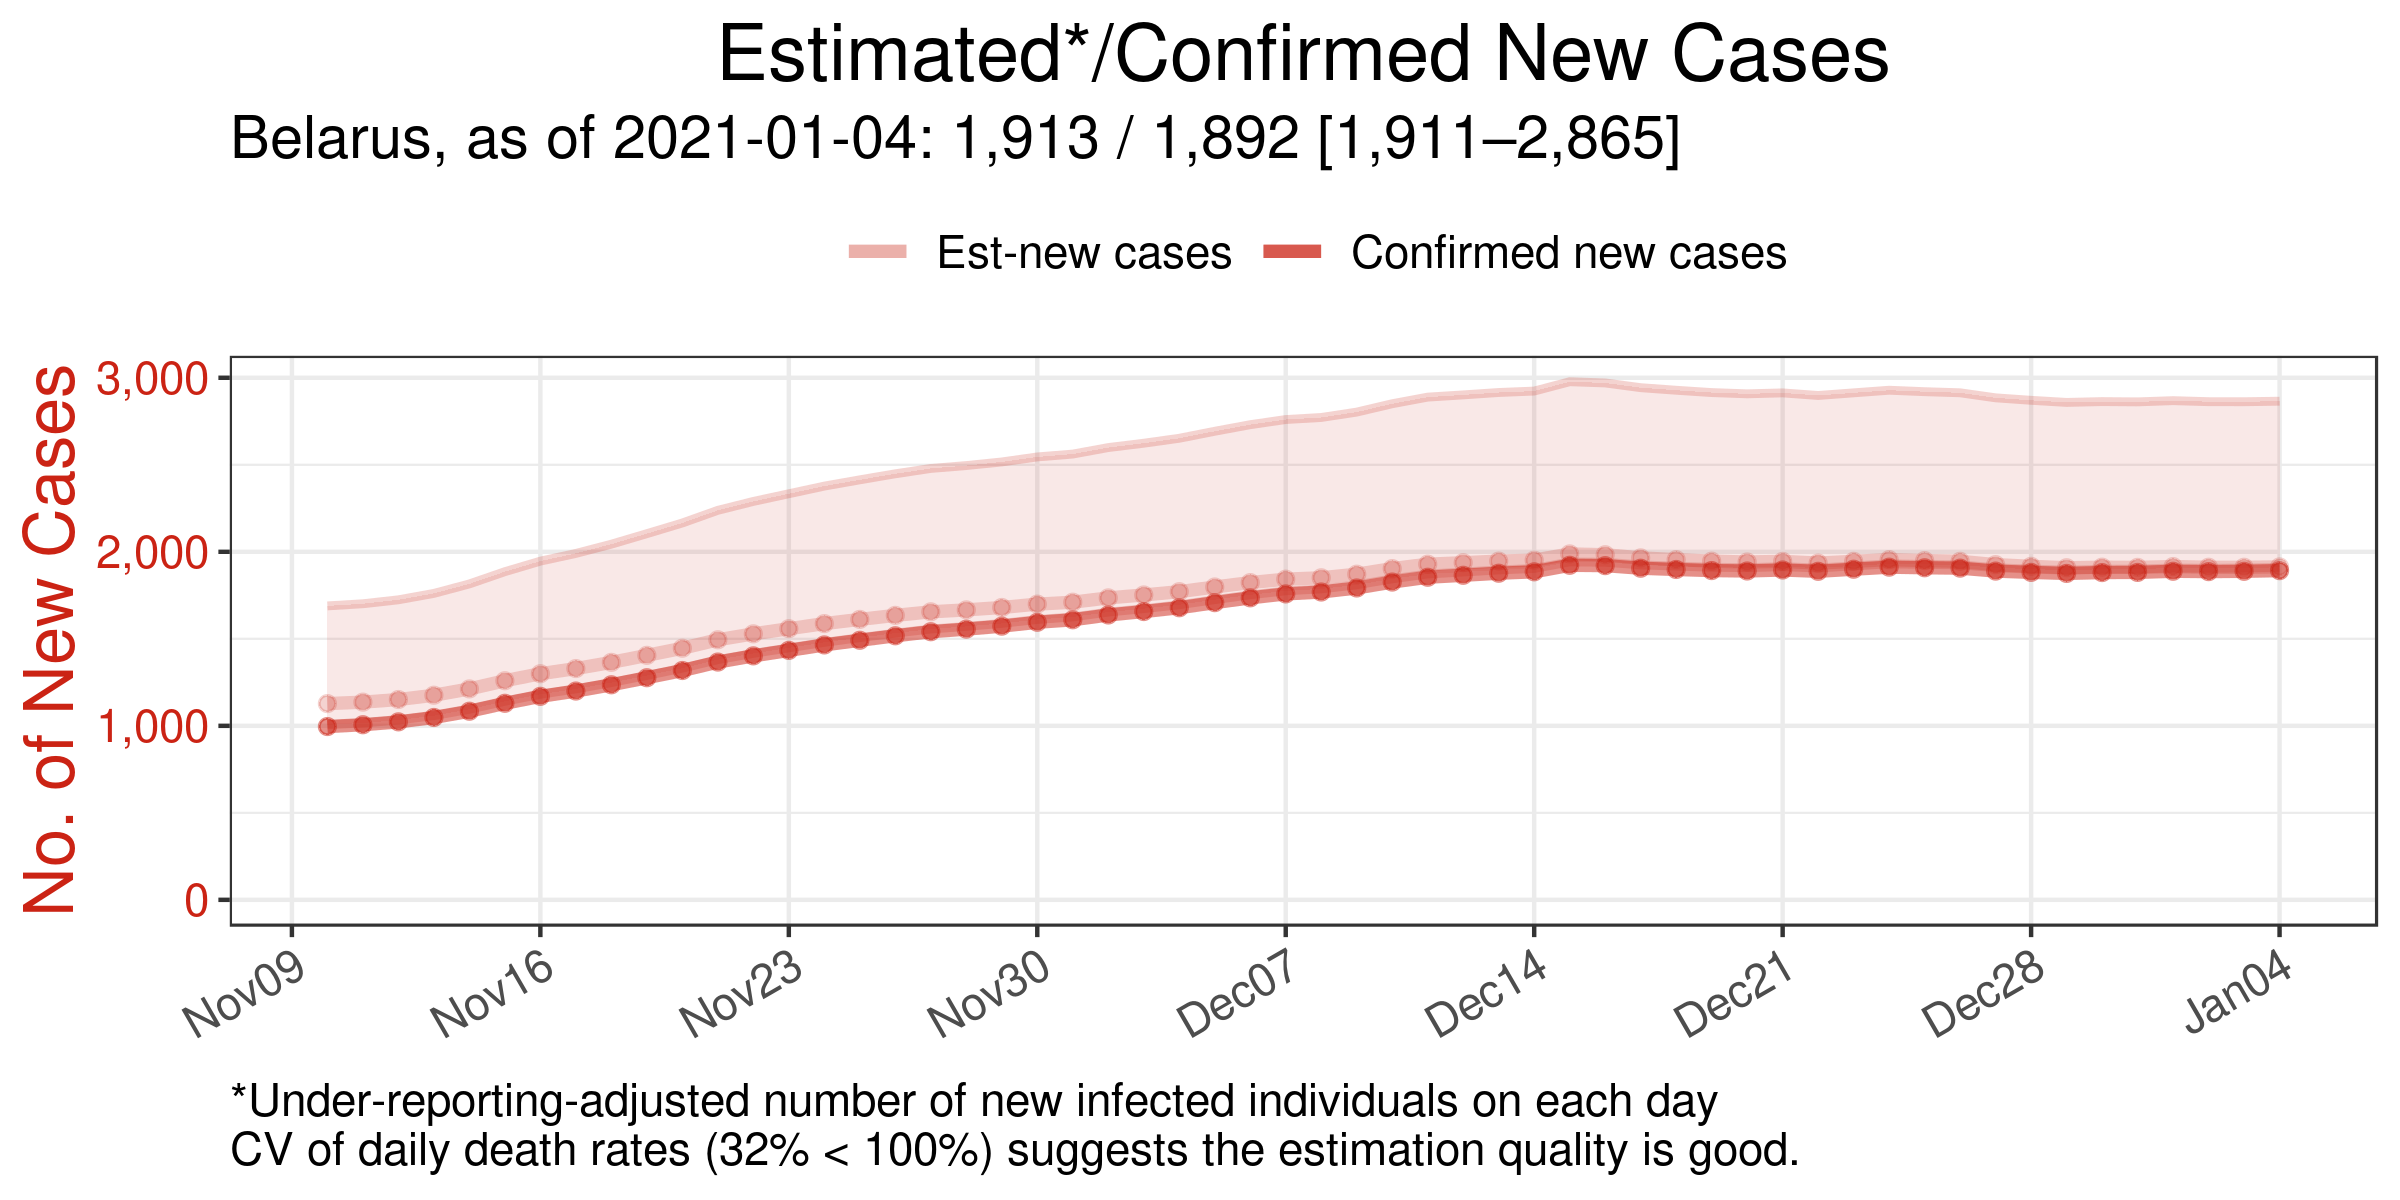 Estimated*/Confirmed New Cases
Belarus, as of 2021-01-04: 1,913 / 1,892 [1,911–2,865]
Est-new cases Confirmed new cases
No. of New Cases
3,000
2,000
1,000
0
Nov09 Nov16 Nov23 Nov30 Dec07 Dec14 Dec21 Dec28 Jan04
*Under-reporting-adjusted number of new infected individuals on each day
CV of daily death rates (32% < 100%) suggests the estimation quality is good.